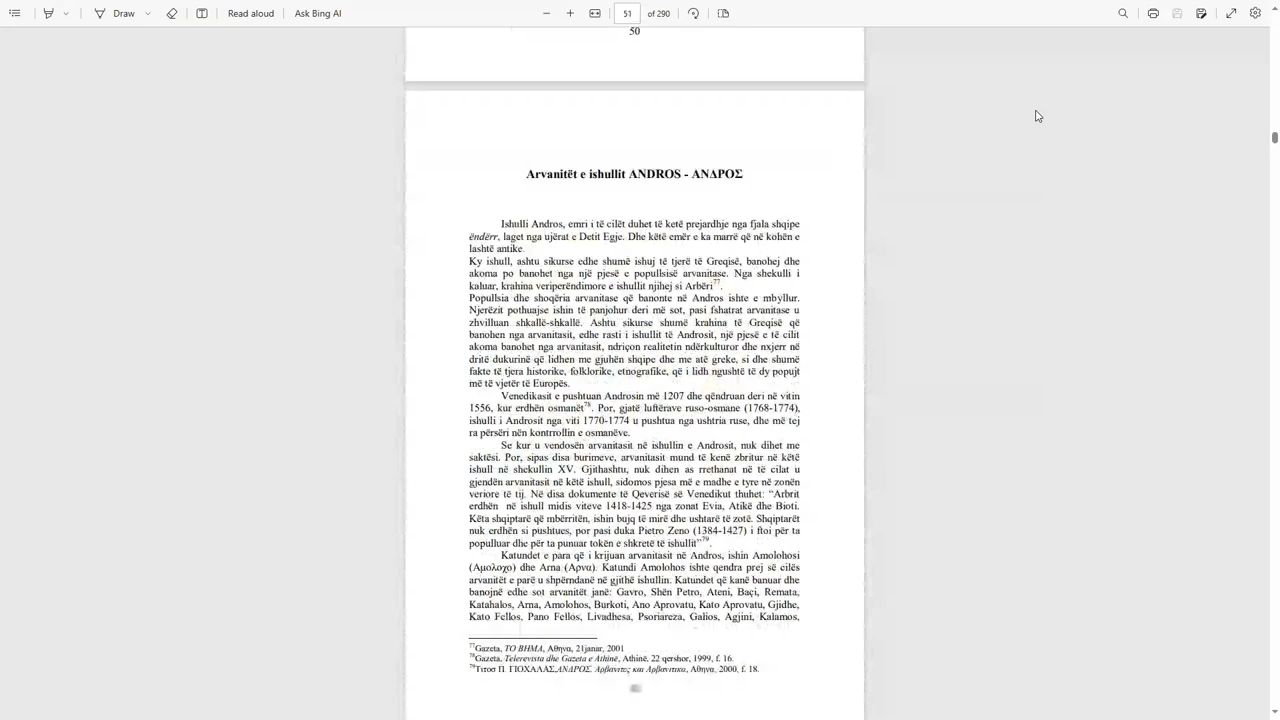 Draw
Read aloud
Ask Bing AI
51
of 290
50
Arvanitët e ishullit ANDROS - ΑΝΔΡΟΣ
Ishulli Andros, emri i të cilët duhet të ketë prejardhje nga fjala shqipe
ëndërr, laget nga ujërat e Detit Egje. Dhe këtë emër e ka marrë që në kohën e
lashtë antike.
Ky ishull, ashtu sikurse edhe shumë ishuj të tjerë të Greqisë, banohej dhe
akoma po banohet nga një pjesë e popullsisë arvanitase. Nga shekulli i
kaluar, krahina veriperëndimore e ishullit njihej si Arbëri77.
Popullsia dhe shoqëria arvanitase që banonte në Andros ishte e mbyllur.
Njerëzit pothuajse ishin të panjohur deri më sot, pasi fshatrat arvanitase u
zhvilluan shkallë-shkallë. Ashtu sikurse shumë krahina të Greqisë që
banohen nga arvanitasit, edhe rasti i ishullit të Androsit, një pjesë e të cilit
akoma banohet nga arvanitasit, ndriçon realitetin ndërkulturor dhe nxjerr në
dritë dukurinë që lidhen me gjuhën shqipe dhe me atë greke, si dhe shumë
fakte të tjera historike, folklorike, etnografike, që i lidh ngushtë të dy popujt
më të vjetër të Europës.
Venedikasit e pushtuan Androsin më 1207 dhe qëndruan deri në vitin
1556, kur erdhën osmanët78. Por, gjatë luftërave ruso-osmane (1768-1774),
ishulli i Androsit nga viti 1770-1774 u pushtua nga ushtria ruse, dhe më tej
ra përsëri nën kontrrollin e osmanëve.
Se kur u vendosën arvanitasit në ishullin e Androsit, nuk dihet me
saktësi. Por, sipas disa burimeve, arvanitasit mund të kenë zbritur në këtë
ishull në shekullin XV. Gjithashtu, nuk dihen as rrethanat në të cilat u
gjendën arvanitasit në këtë ishull, sidomos pjesa më e madhe e tyre në zonën
veriore të tij. Në disa dokumente të Qeverisë së Venedikut thuhet: “Arbrit
erdhën në ishull midis viteve 1418-1425 nga zonat Evia, Atikë dhe Bioti.
Këta shqiptarë që mbërritën, ishin bujq të mirë dhe ushtarë të zotë. Shqiptarët
nuk erdhën si pushtues, por pasi duka Pietro Zeno (1384-1427) i ftoi për ta
populluar dhe për ta punuar tokën e shkretë të ishullit”79.
Katundet e para që i krijuan arvanitasit në Andros, ishin Amolohosi
(Αμολοχο) dhe Arna (Αρνα). Katundi Amolohos ishte qendra prej së cilës
arvanitët e parë u shpërndanë në gjithë ishullin. Katundet që kanë banuar dhe
banojnë edhe sot arvanitët janë: Gavro, Shën Petro, Ateni, Baçi, Remata,
Katahalos, Arna, Amolohos, Burkoti, Ano Aprovatu, Kato Aprovatu, Gjidhe,
Kato Fellos, Pano Fellos, Livadhesa, Psoriareza, Galios, Agjini, Kalamos,
77Gazeta, ΤΟ ΒΗΜΑ, Αθηνα, 21janar, 2001
78Gazeta, Telerevista dhe Gazeta e Athinë, Athinë, 22 qershor, 1999, f. 16.
79Τιτοσ Π. ΓΙΟΧΑΛΑΣ,ΑΝΔΡΟΣ. Αρβανιτες και Αρβανιτικα, Αθηνα, 2000, f. 18.